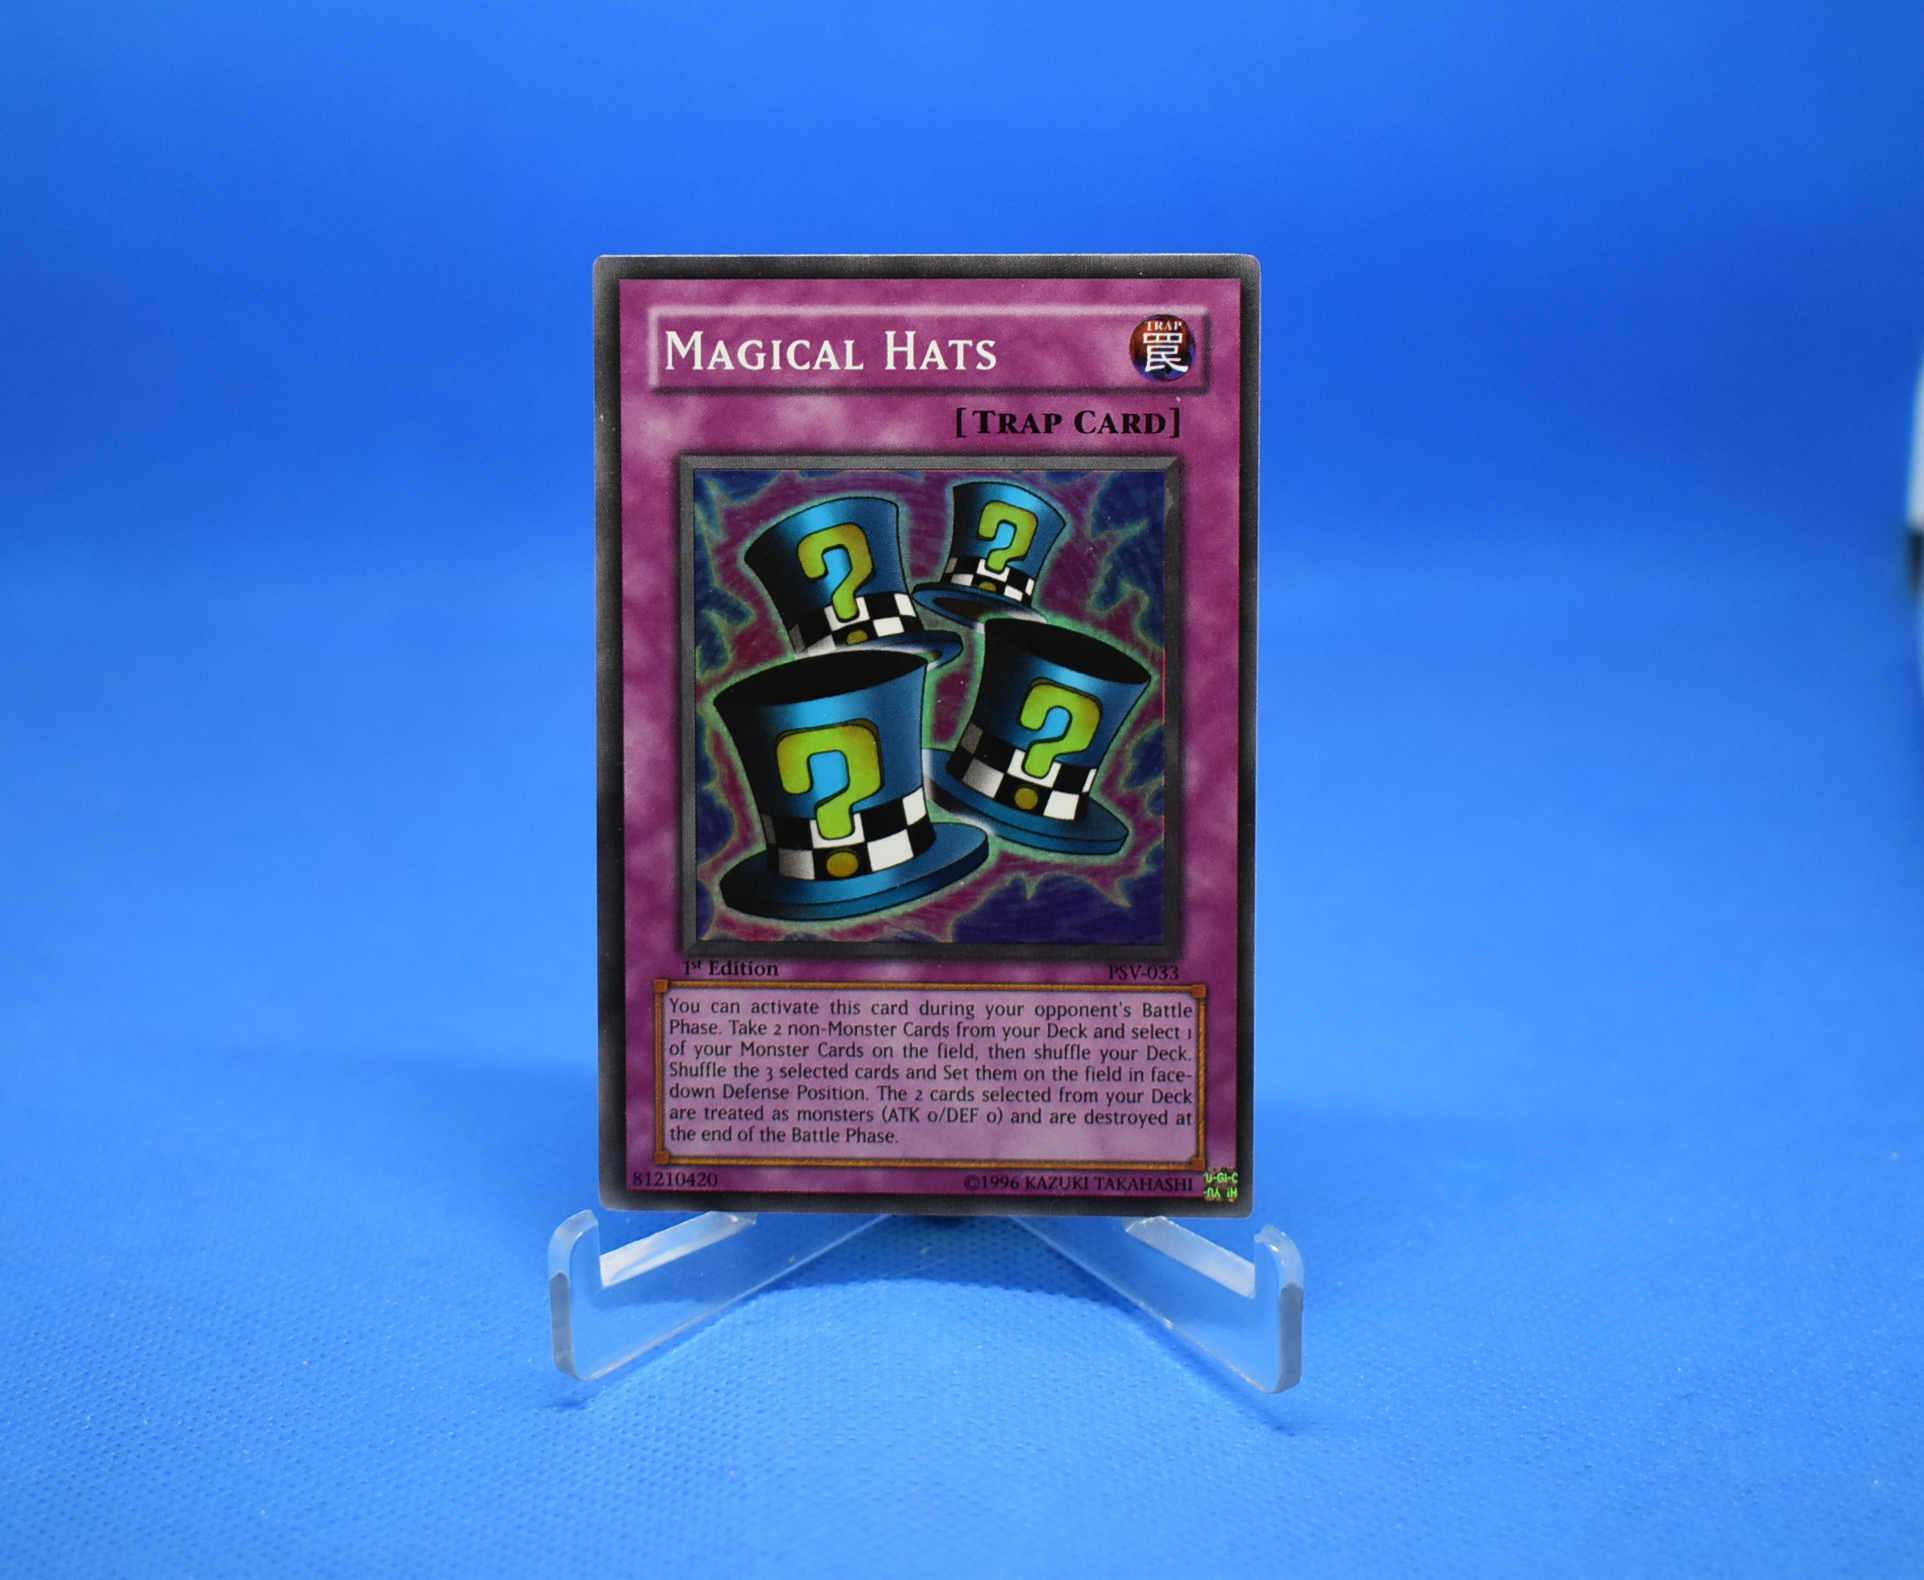 MAGICAL HATS
TRAP
罠
[TRAP CARD]
?
?
?
?
1st Edition
PSV-033
You can activate this card during your opponent's Battle
Phase. Take 2 non-Monster Cards from your Deck and select 1
of your Monster Cards on the field, then shuffle your Deck.
Shuffle the 3 selected cards and Set them on the field in face-
down Defense Position. The 2 cards selected from your Deck
are treated as monsters (ATK 0/DEF 0) and are destroyed at
the end of the Battle Phase.
81210420
©1996 KAZUKI TAKAHASHI
U-GI-O